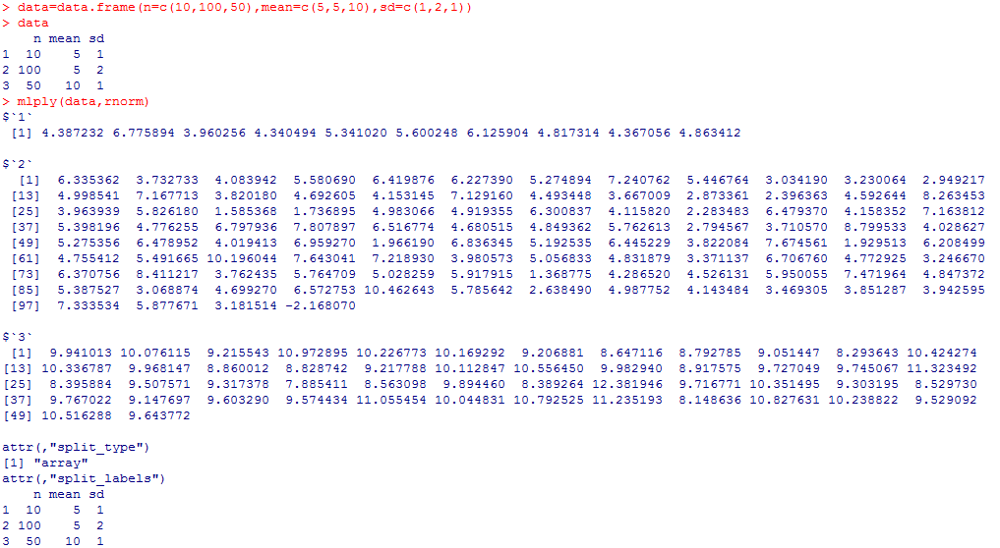 > data=data.frame(n=c(10,100,50),mean=c(5,5,10),sd=c(1,2,1))
> data
    n mean sd
1  10    5  1
2 100    5  2
3  50   10  1
> mlply(data,rnorm)
$`1`
 [1] 4.387232 6.775894 3.960256 4.340494 5.341020 5.600248 6.125904 4.817314 4.367056 4.863412
$`2`
  [1]  6.335362  3.732733  4.083942  5.580690  6.419876  6.227390  5.274894  7.240762  5.446764  3.034190  3.230064  2.949217
 [13]  4.998541  7.167713  3.820180  4.692605  4.153145  7.129160  4.493448  3.667009  2.873361  2.396363  4.592644  8.263453
 [25]  3.963939  5.826180  1.585368  1.736895  4.983066  4.919355  6.300837  4.115820  2.283483  6.479370  4.158352  7.163812
 [37]  5.398196  4.776255  6.797936  7.807897  6.516774  4.680515  4.849362  5.762613  2.794567  3.710570  8.799533  4.028627
 [49]  5.275356  6.478952  4.019413  6.959270  1.966190  6.836345  5.192535  6.445229  3.822084  7.674561  1.929513  6.208499
 [61]  4.755412  5.491665 10.196044  7.643041  7.218930  3.980573  5.056833  4.831879  3.371137  6.706760  4.772925  3.246670
 [73]  6.370756  8.411217  3.762435  5.764709  5.028259  5.917915  1.368775  4.286520  4.526131  5.950055  7.471964  4.847372
 [85]  5.387527  3.068874  4.699270  6.572753 10.462643  5.785642  2.638490  4.987752  4.143484  3.469305  3.851287  3.942595
 [97]  7.333534  5.877671  3.181514 -2.168070
$`3`
 [1]  9.941013 10.076115  9.215543 10.972895 10.226773 10.169292  9.206881  8.647116  8.792785  9.051447  8.293643 10.424274
[13] 10.336787  9.968147  8.860012  8.828742  9.217788 10.112847 10.556450  9.982940  8.917575  9.727049  9.745067 11.323492
[25]  8.395884  9.507571  9.317378  7.885411  8.563098  9.894460  8.389264 12.381946  9.716771 10.351495  9.303195  8.529730
[37]  9.767022  9.147697  9.603290  9.574434 11.055454 10.044831 10.792525 11.235193  8.148636 10.827631 10.238822  9.529092
[49] 10.516288  9.643772
attr(,"split_type")
[1] "array"
attr(,"split_labels")
    n mean sd
1  10    5  1
2 100    5  2
3  50   10  1